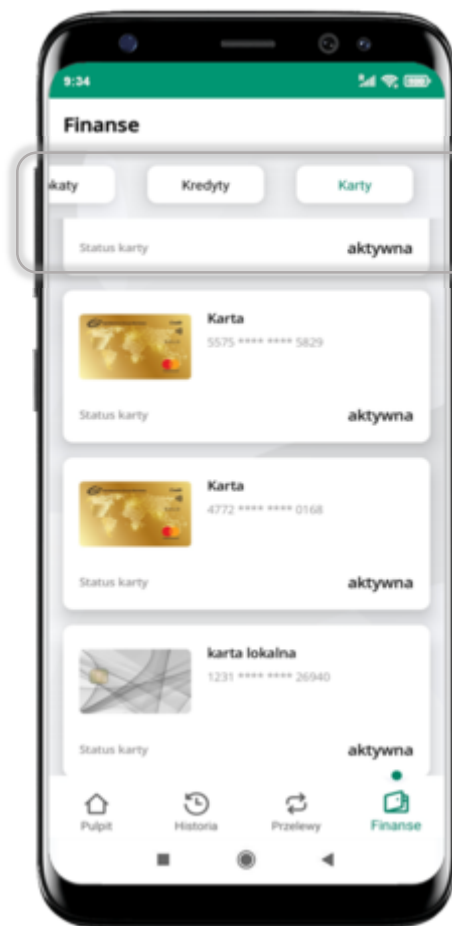 9:34
Finanse
okaty Kredyty Karty
Status karty aktywna
Karta
5575 **** **** 5829
Status karty aktywna
Karta
4772 **** **** 0168
Status karty aktywna
karta lokalna
1231 **** **** 26940
Status karty aktywna
Pulpit Historia Przelewy Finanse